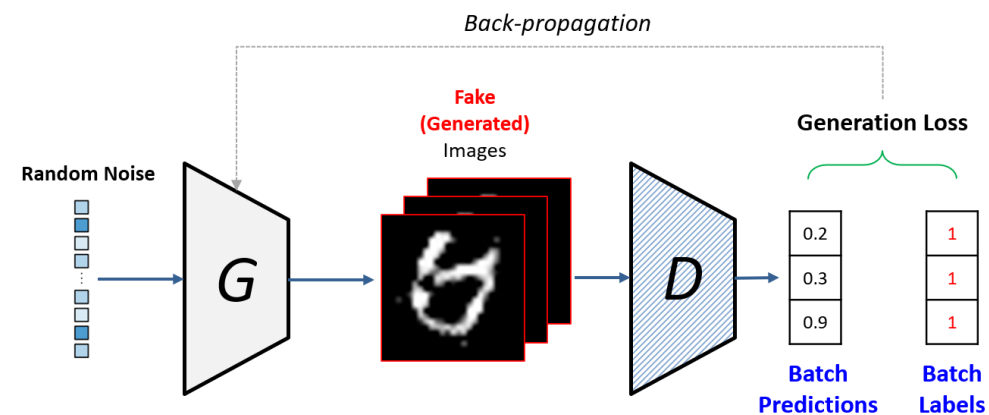 Back-propagation
Fake
(Generated)
Images
Generation Loss
Random Noise
G
D
0.2
0.3
0.9
1
1
1
Batch
Predictions
Batch
Labels